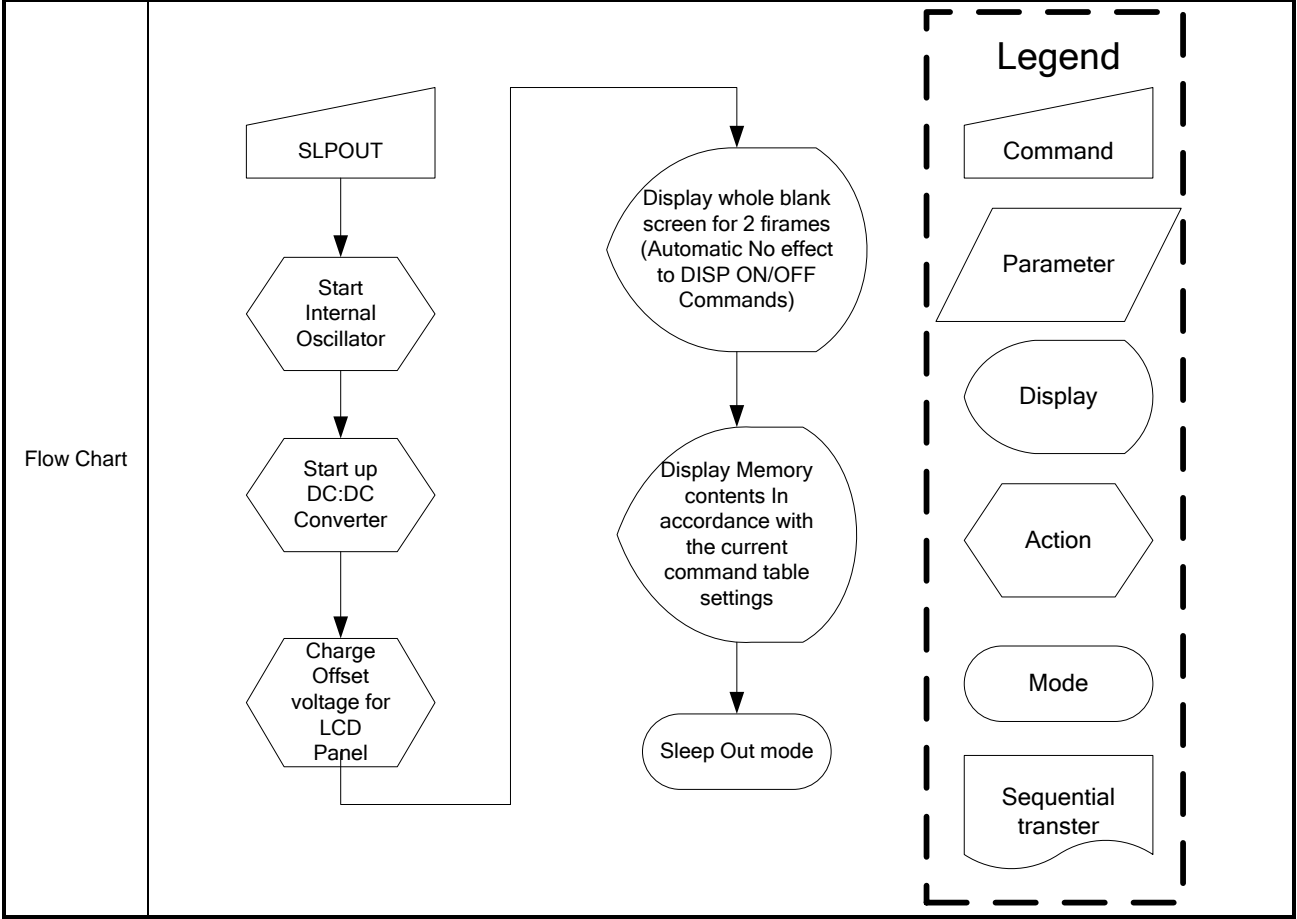 Flow Chart
SLPOUT
Start
Internal
Oscillator
Start up
DC:DC
Converter
Charge
Offset
voltage for
LCD
Panel
Display whole blank
screen for 2 firames
(Automatic No effect
to DISP ON/OFF
Commands)
Display Memory
contents In
accordance with
the current
command table
settings
Sleep Out mode
Legend
Command
Parameter
Display
Action
Mode
Sequential
transter